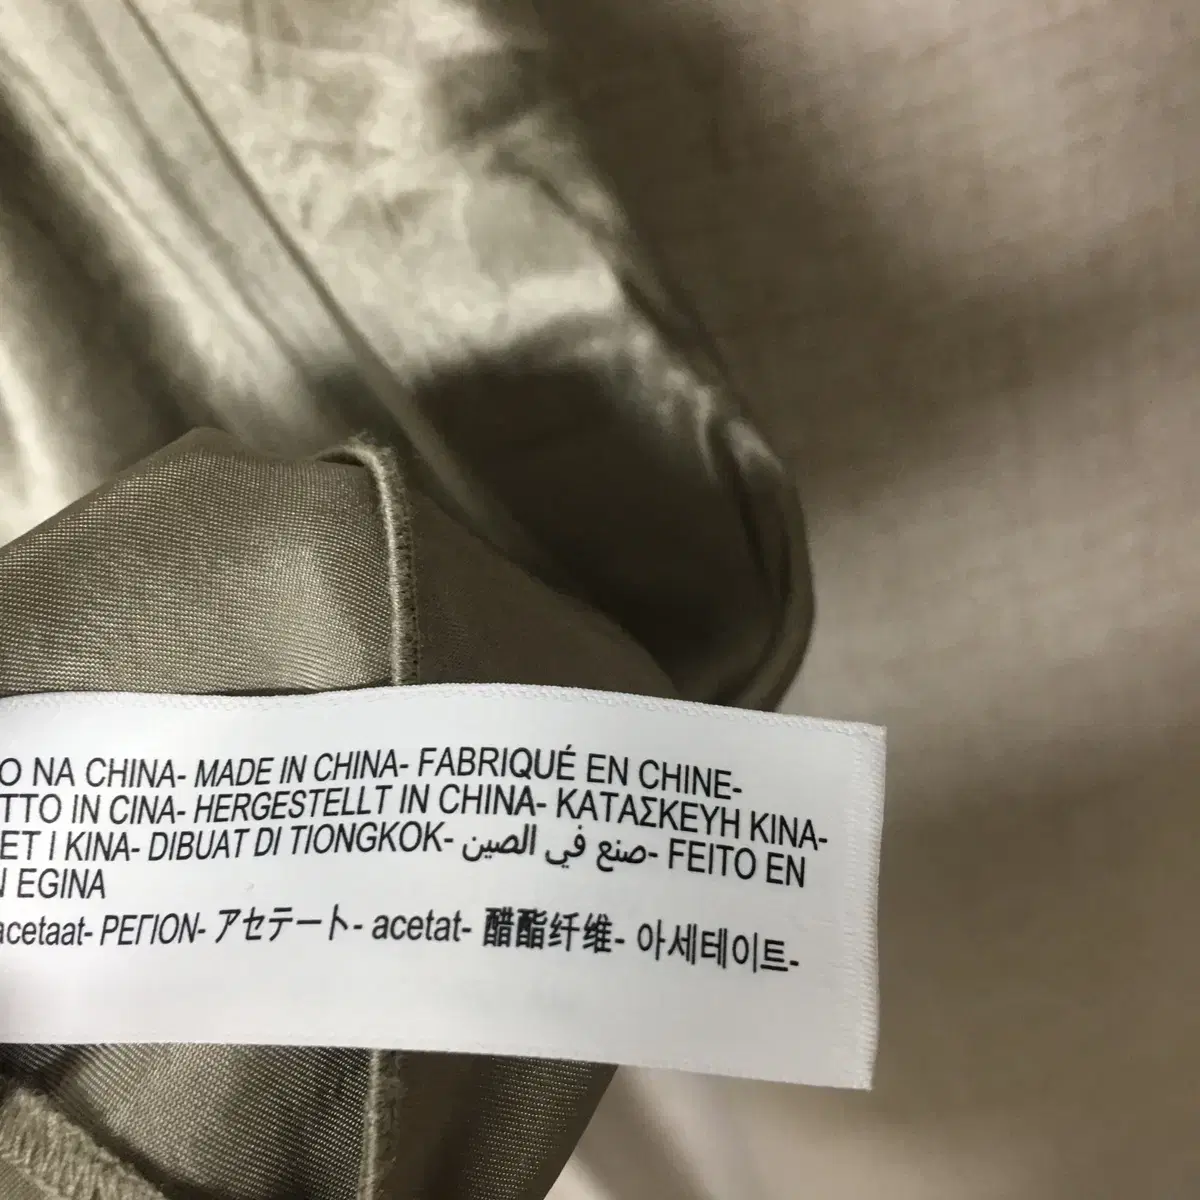 O NA CHINA- MADE IN CHINA- FABRIQUÉ EN CHINE-
TTO IN CINA- HERGESTELLT IN CHINA- ΚΑΤΑΣΚΕΥΗ ΚΙΝΑ-
ET I KINA- DIBUAT DI TIONGKOK- صنع في الصين- FEITO EN
N EGINA
acetaat- ΡΕΓΙΟΝ- アセテート- acetat- 醋酯纤维- 아세테이트-